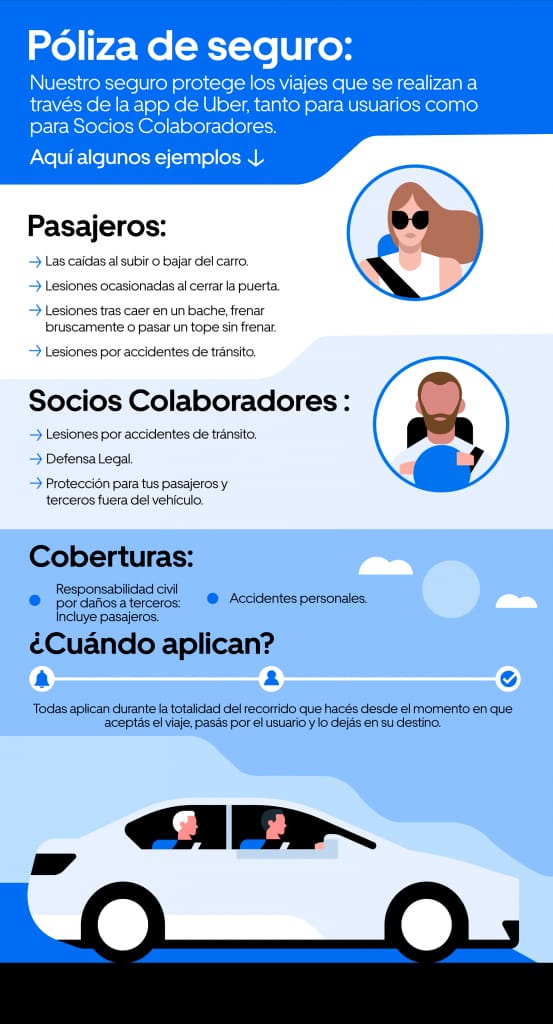 Póliza de seguro:
Nuestro seguro protege los viajes que se realizan a
través de la app de Uber, tanto para usuarios como
para Socios Colaboradores.
Aquí algunos ejemplos ↓
Pasajeros:
→ Las caídas al subir o bajar del carro.
→ Lesiones ocasionadas al cerrar la puerta.
→ Lesiones tras caer en un bache, frenar
bruscamente o pasar un tope sin frenar.
→ Lesiones por accidentes de tránsito.
Socios Colaboradores :
→ Lesiones por accidentes de tránsito.
→ Defensa Legal.
→ Protección para tus pasajeros y
terceros fuera del vehículo.
Coberturas:
Responsabilidad civil
por daños a terceros:
Incluye pasajeros.
Accidentes personales.
¿Cuándo aplican?
Todas aplican durante la totalidad del recorrido que hacés desde el momento en que
aceptás el viaje, pasás por el usuario y lo dejás en su destino.